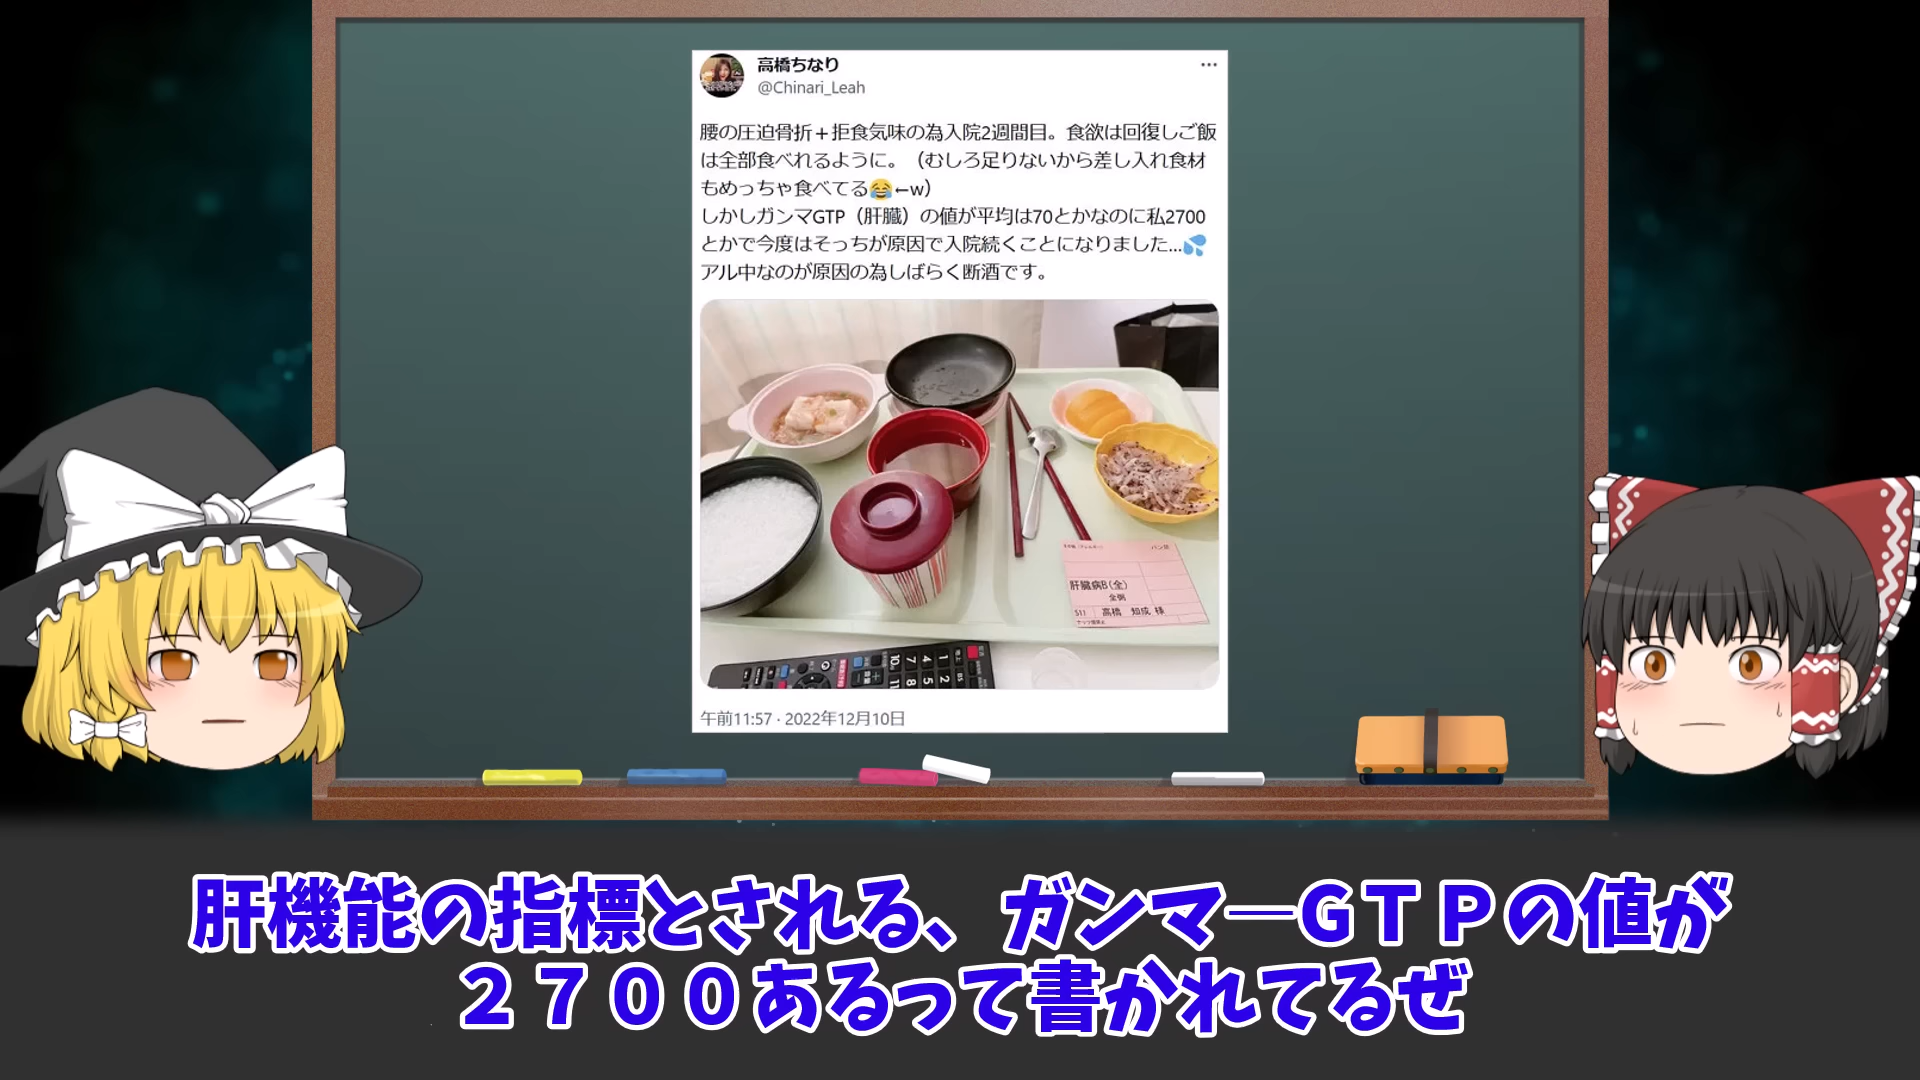 高橋ちなり
@Chinari_Leah
腰の圧迫骨折＋拒食気味の為入院2週間目。食欲は回復しご飯
は全部食べれるように。（むしろ足りないから差し入れ食材
もめっちゃ食べてる😂←w）
しかしガンマGTP（肝臓）の値が平均は70とかなのに私2700
とかで今度はそっちが原因で入院続くことになりました...💦
アル中なのが原因の為しばらく断酒です。
肝臓病B(全)
全粥
511 高橋 知成 様
午前11:57 · 2022年12月10日
肝機能の指標とされる、ガンマ―GTPの値が
２７００あるって書かれてるぜ